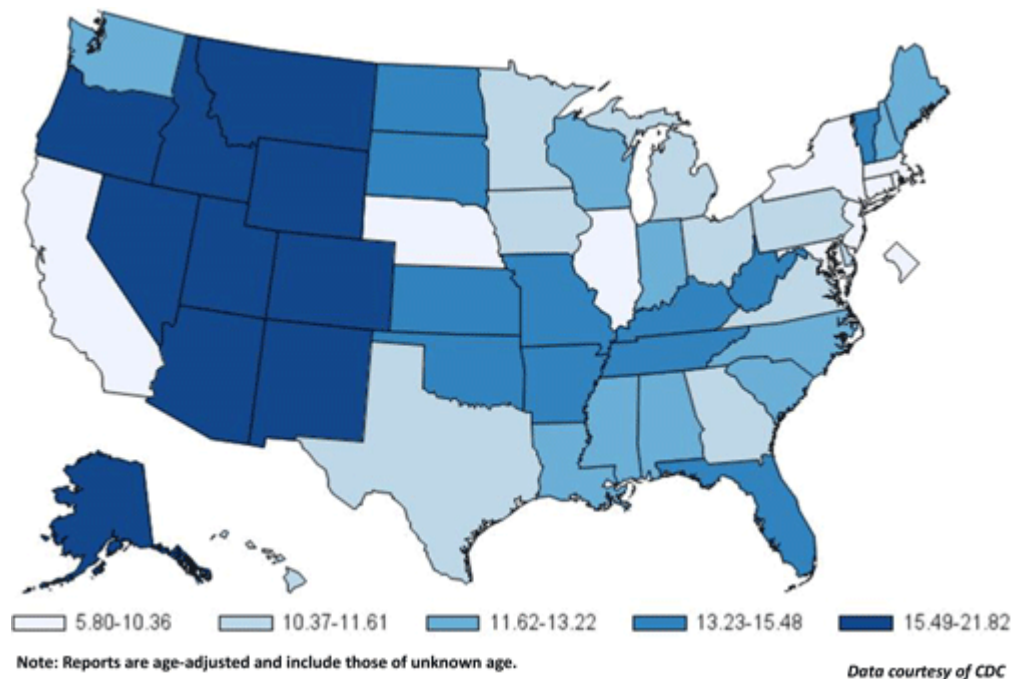 5.80-10.36 10.37-11.61 11.62-13.22 13.23-15.48 15.49-21.82
Note: Reports are age-adjusted and include those of unknown age.
Data courtesy of CDC